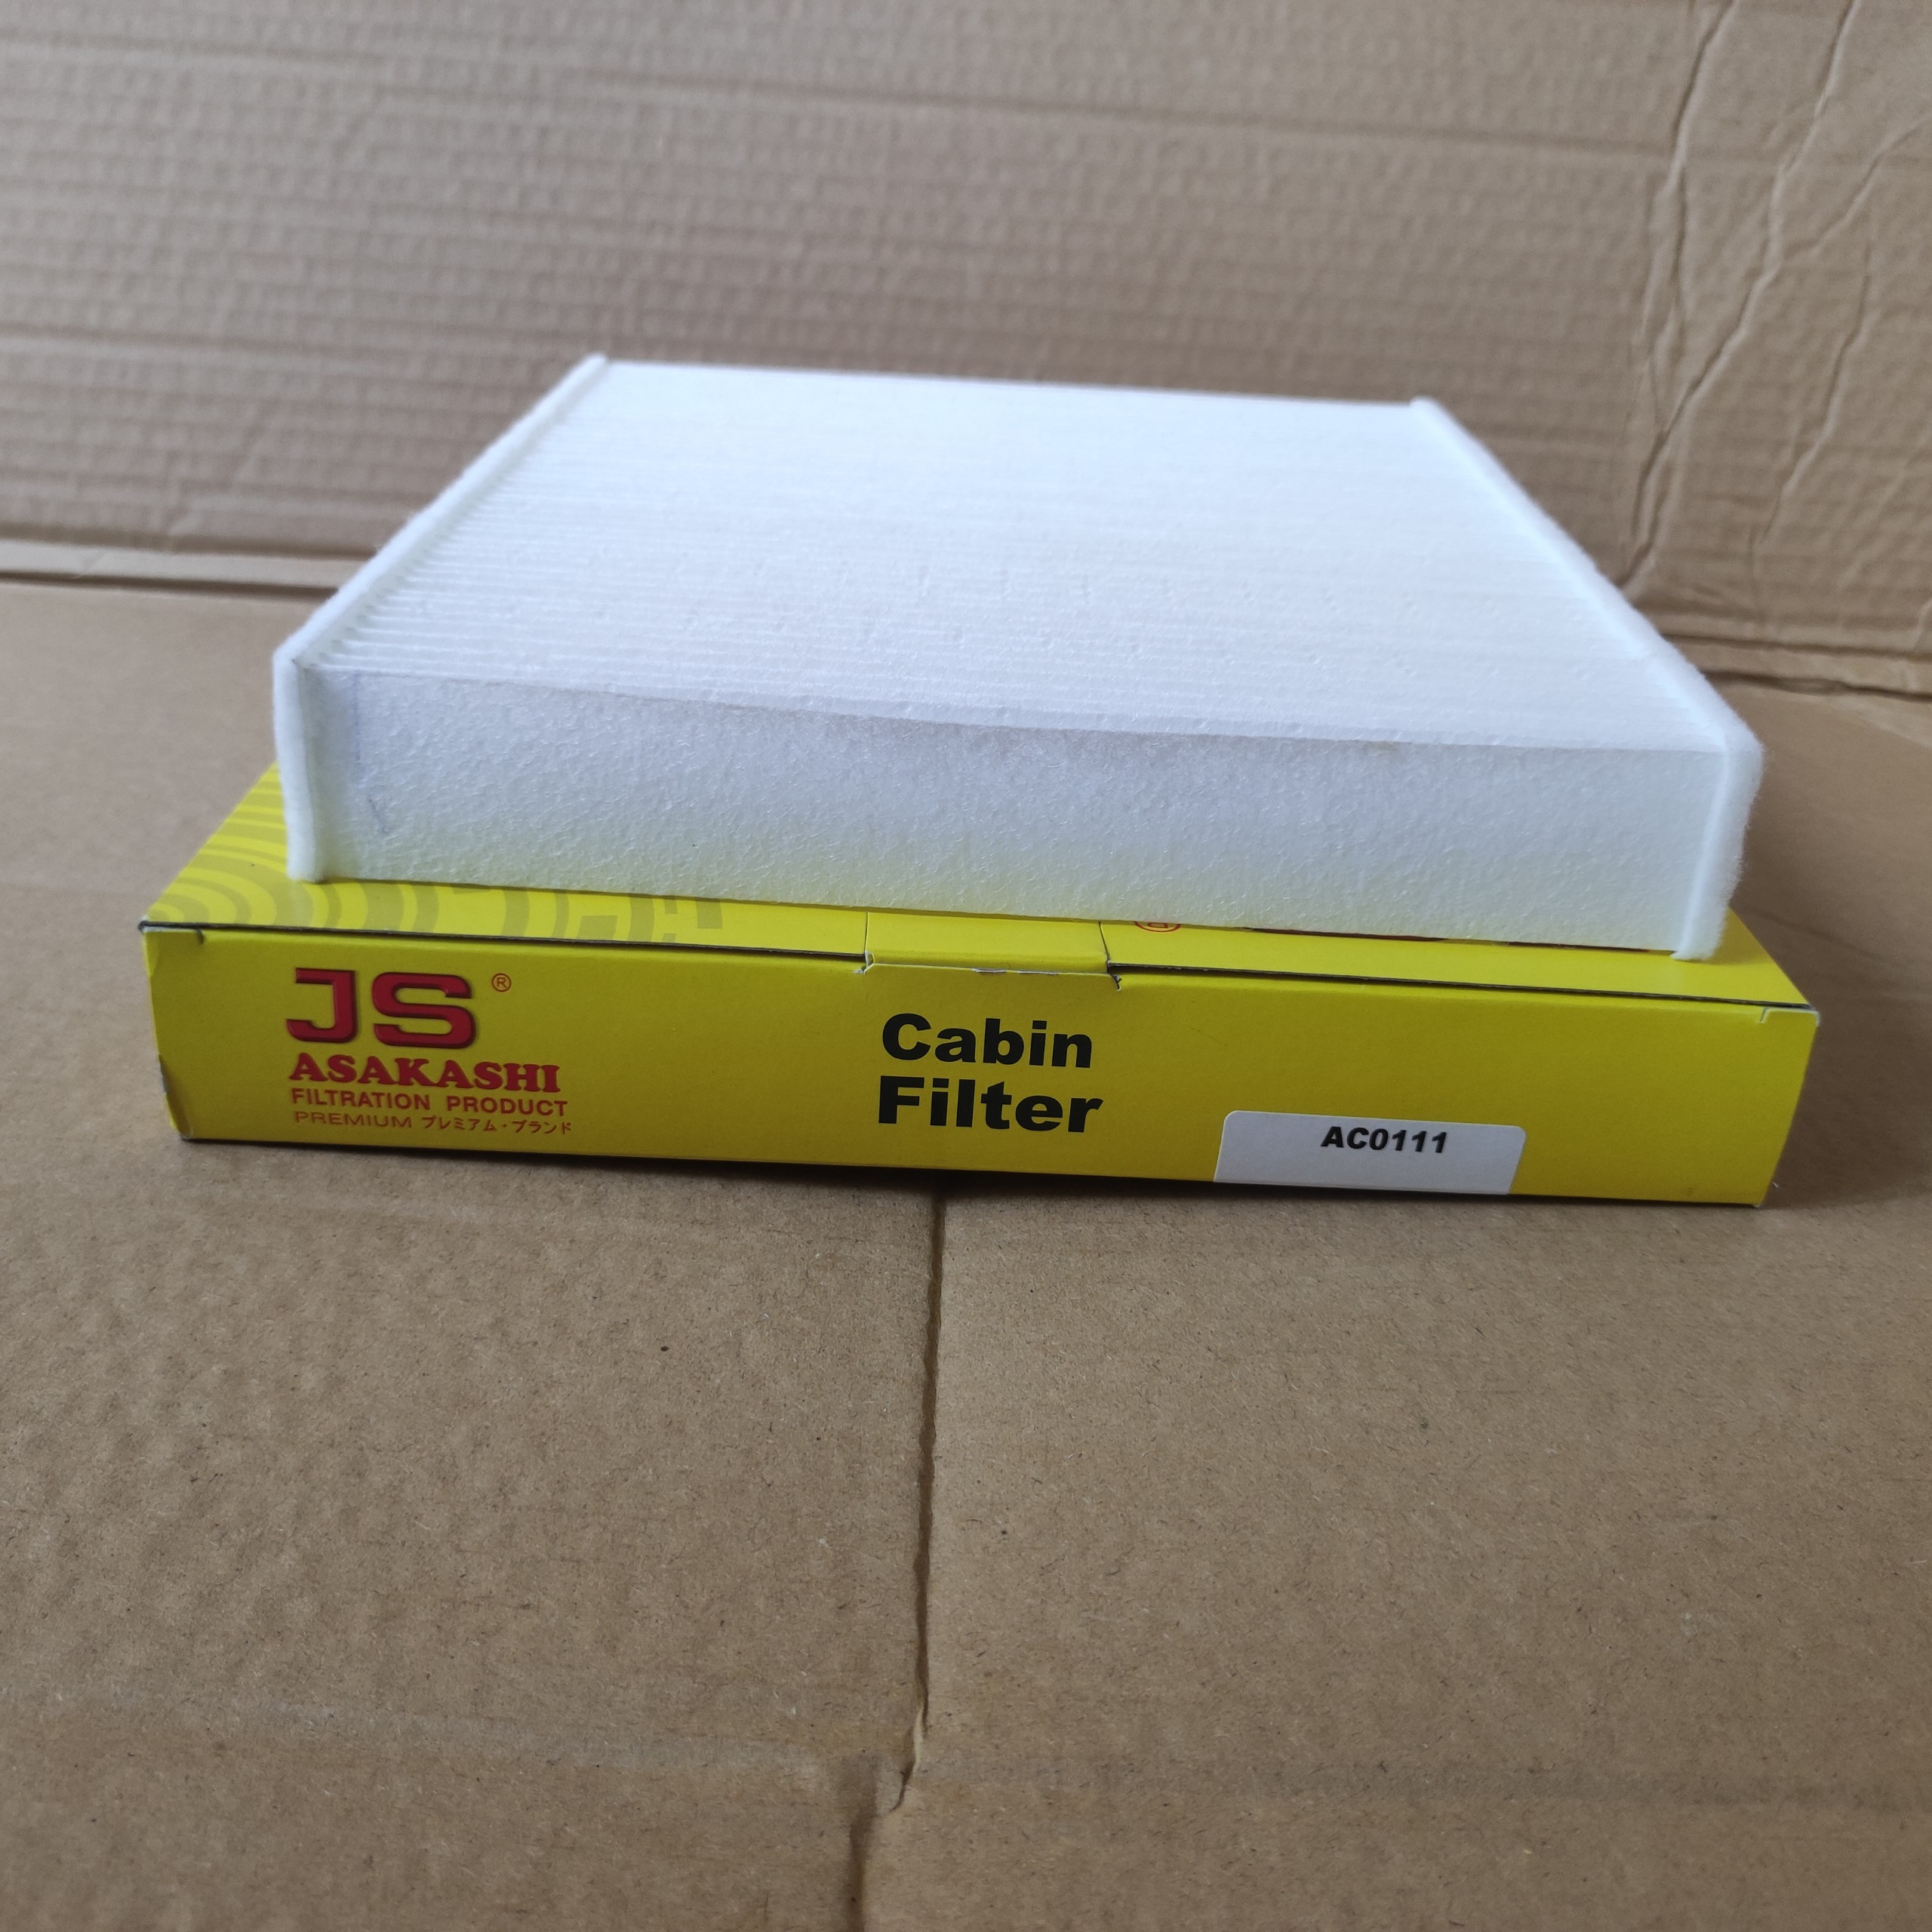 JS®
ASAKASHI
FILTRATION PRODUCT
PREMIUM プレミアム・ブランド
Cabin
Filter
AC0111